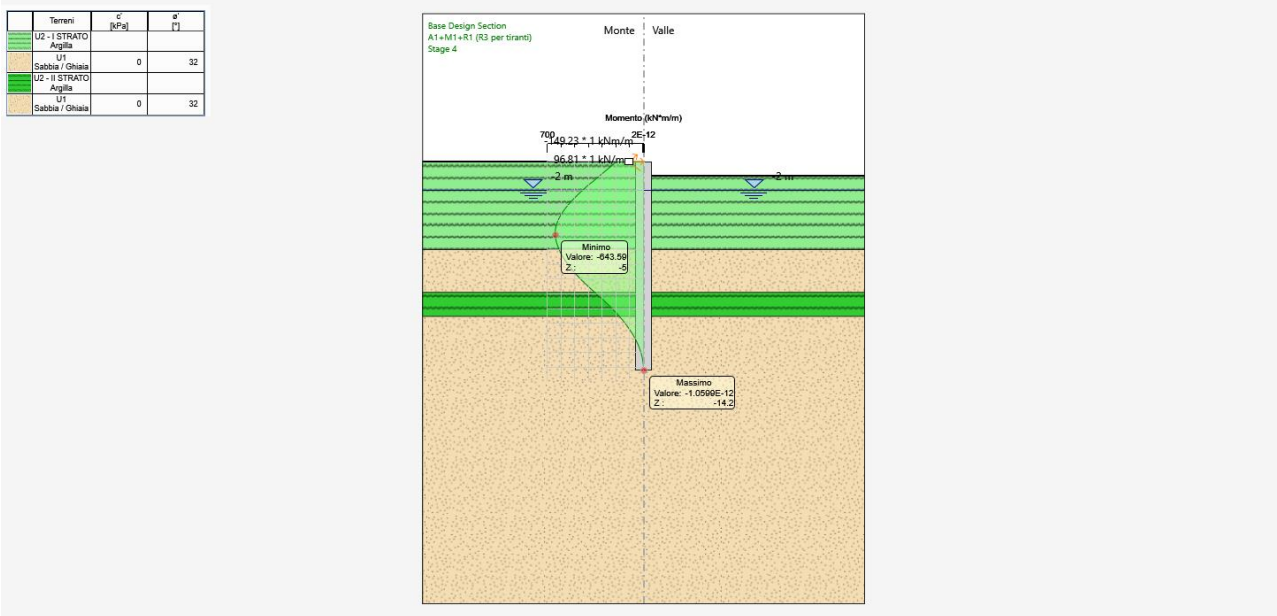 Terreni c' ø'
[kPa] [°]
U2 - I STRATO
Argilla
U1
Sabbia / Ghiaia 0 32
U2 - II STRATO
Argilla
U1
Sabbia / Ghiaia 0 32
Base Design Section
A1+M1+R1 (R3 per tiranti)
Stage 4
Monte Valle
Momento (kN*m/m)
700 2E-12
-149.23 * 1 kNm/m
96.81 * 1 kN/m
-2 m -2 m
Minimo
Valore: -643.59
Z.: -5
Massimo
Valore: -1.0599E-12
Z.: -14.2